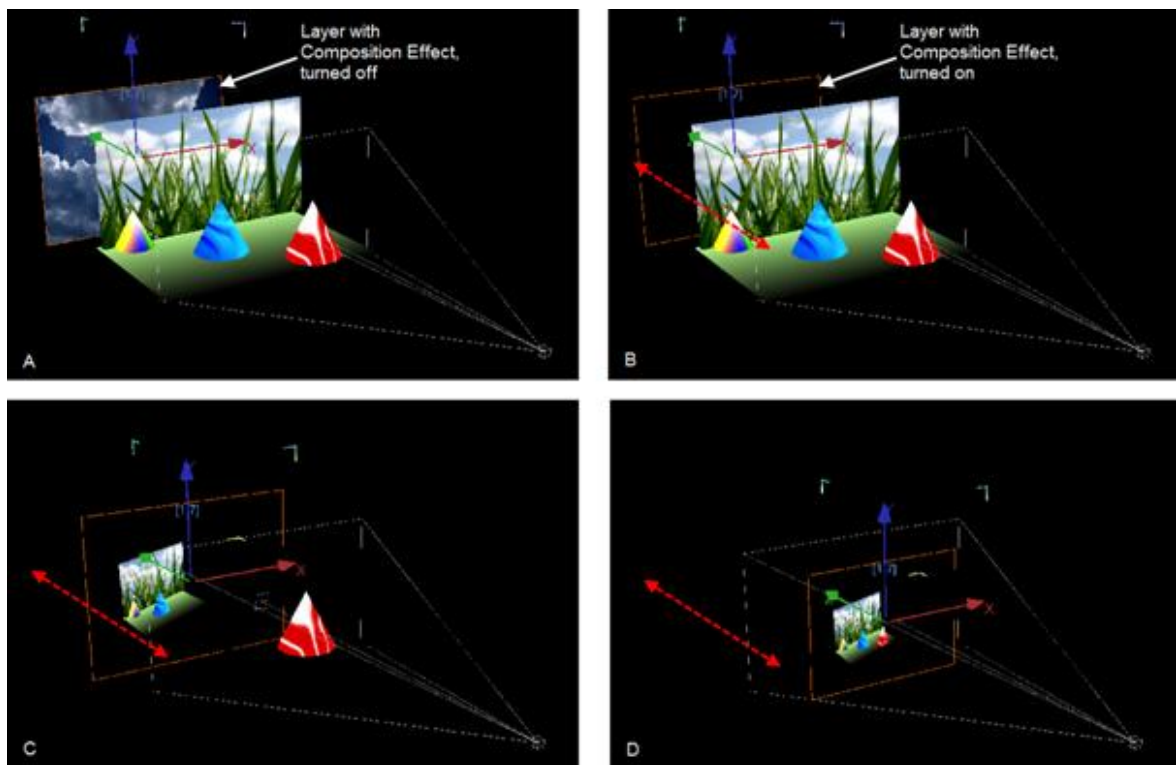 Layer with
Composition Effect,
turned off
X
A
Layer with
Composition Effect,
turned on
X
B
X
C
X
D